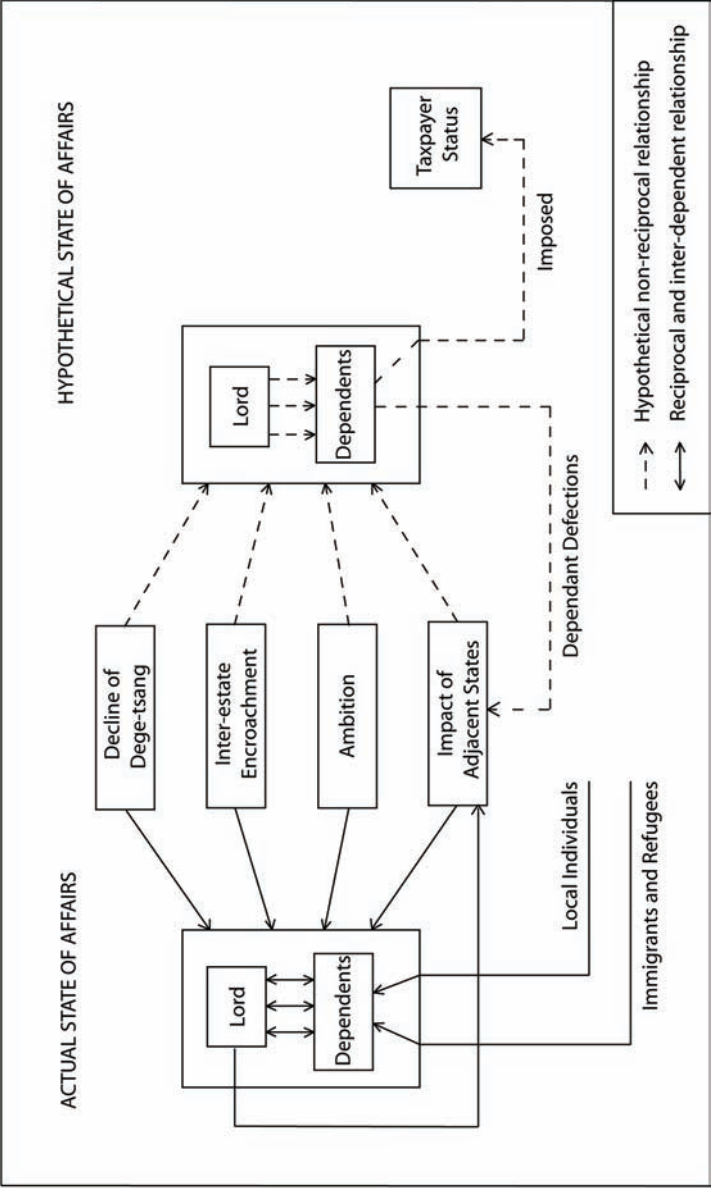 ACTUAL STATE OF AFFAIRS
HYPOTHETICAL STATE OF AFFAIRS
Lord
Dependents
Decline of
Dege-tsang
Inter-estate
Encroachment
Ambition
Impact of
Adjacent States
Lord
Dependents
Taxpayer
Status
Imposed
Dependant Defections
Local Individuals
Immigrants and Refugees
Hypothetical non-reciprocal relationship
Reciprocal and inter-dependent relationship